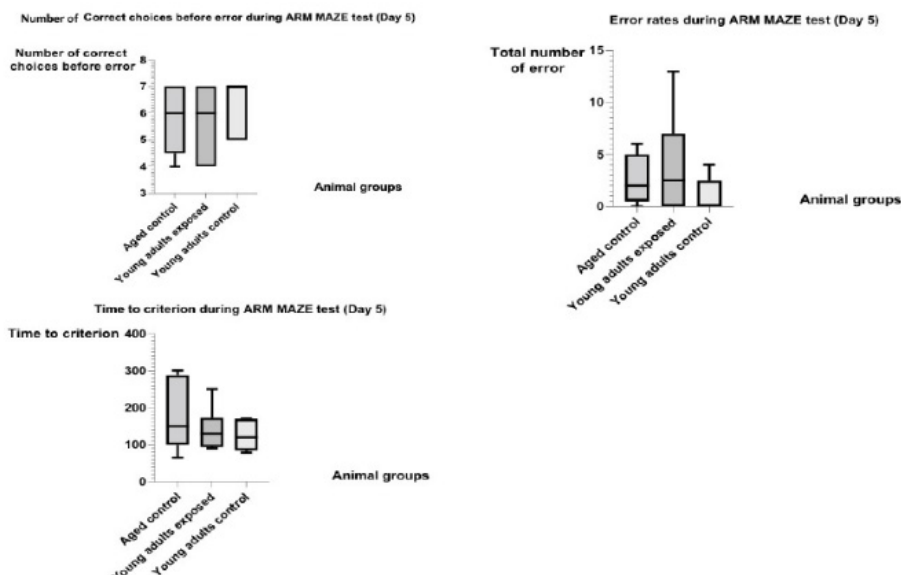 Number of Correct choices before error during ARM MAZE test (Day 5)
Number of correct
choices before error
8
7
6
5
4
3
Animal groups
Aged control
Young adults exposed
Young adults control
Error rates during ARM MAZE test (Day 5)
Total number
of error
15
10
5
0
Animal groups
Aged control
Young adults exposed
Young adults control
Time to criterion during ARM MAZE test (Day 5)
Time to criterion
400
300
200
100
0
Animal groups
Aged control
Young adults exposed
Young adults control